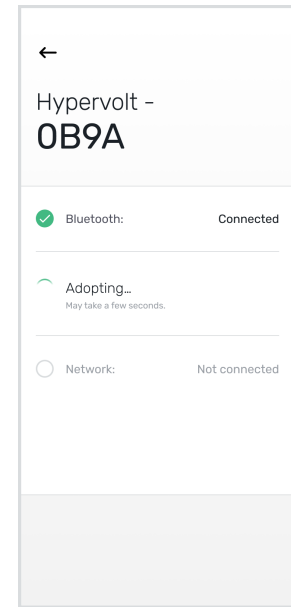 Hypervolt -
0B9A
Bluetooth: Connected
Adopting...
May take a few seconds.
Network: Not connected